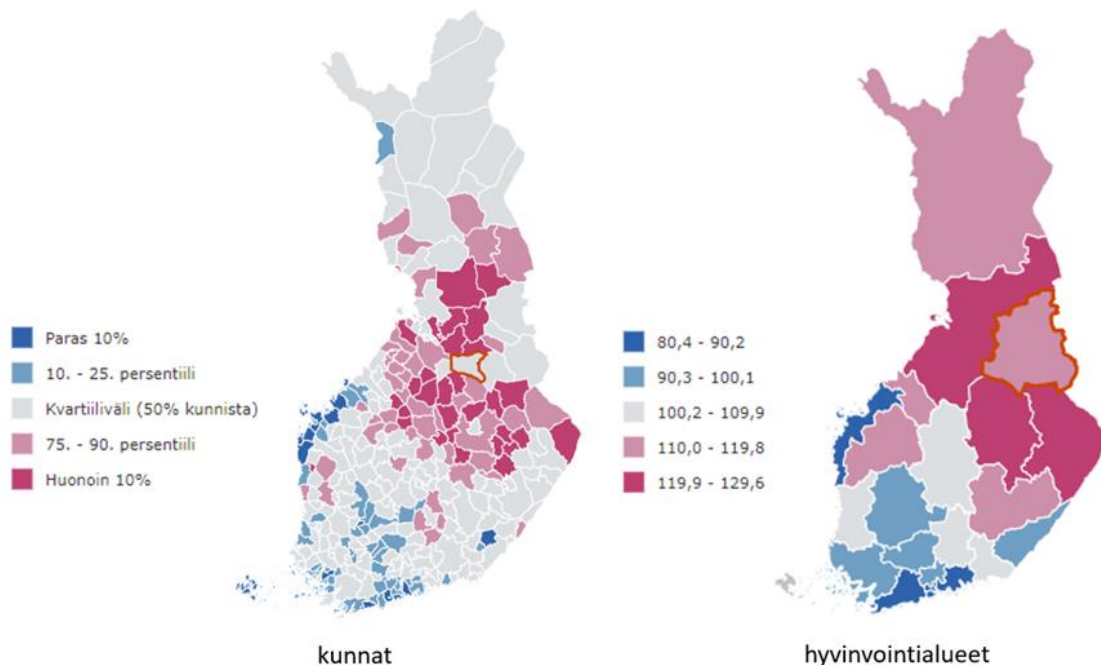 Paras 10%
10. - 25. persentiili
Kvartiiliväli (50% kunnista)
75. - 90. persentiili
Huonoin 10%
80,4 - 90,2
90,3 - 100,1
100,2 - 109,9
110,0 - 119,8
119,9 - 129,6
kunnat
hyvinvointialueet